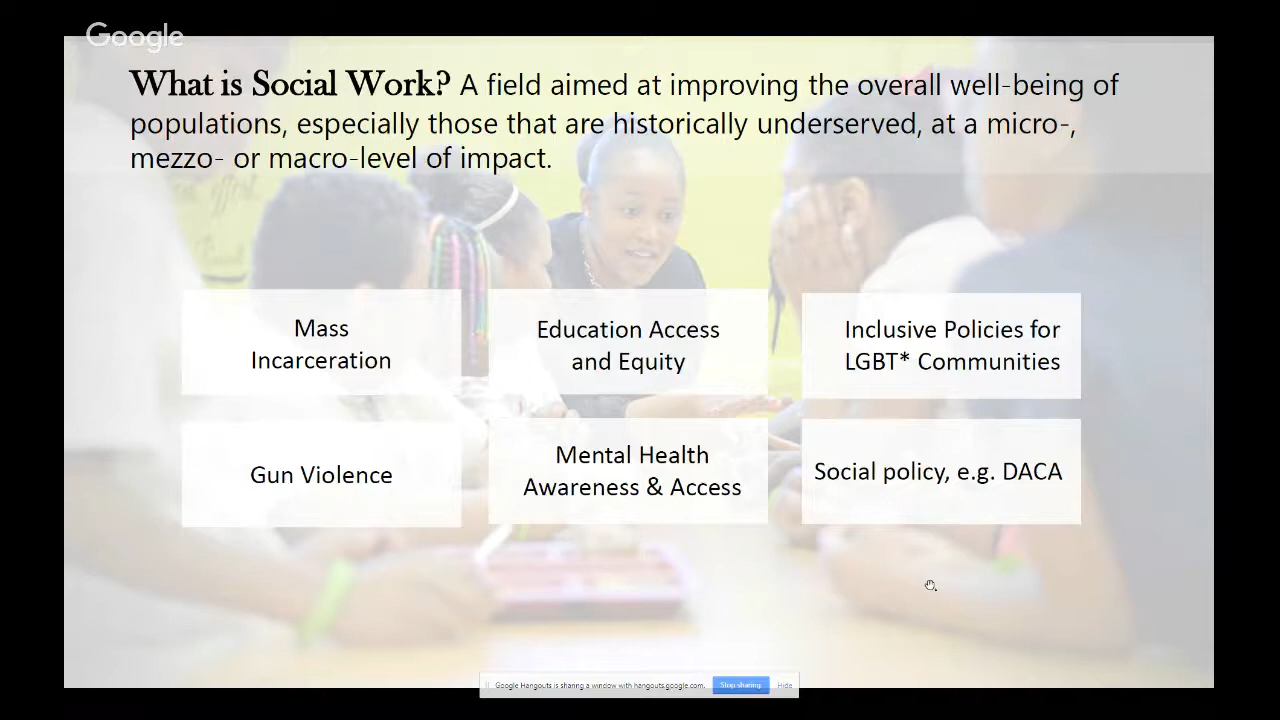 Google
What is Social Work? A field aimed at improving the overall well-being of
populations, especially those that are historically underserved, at a micro-,
mezzo- or macro-level of impact.
Mass
Incarceration
Education Access
and Equity
Inclusive Policies for
LGBT* Communities
Gun Violence
Mental Health
Awareness & Access
Social policy, e.g. DACA
Google Hangouts is sharing a window with hangouts.google.com.
Stop sharing
Hide